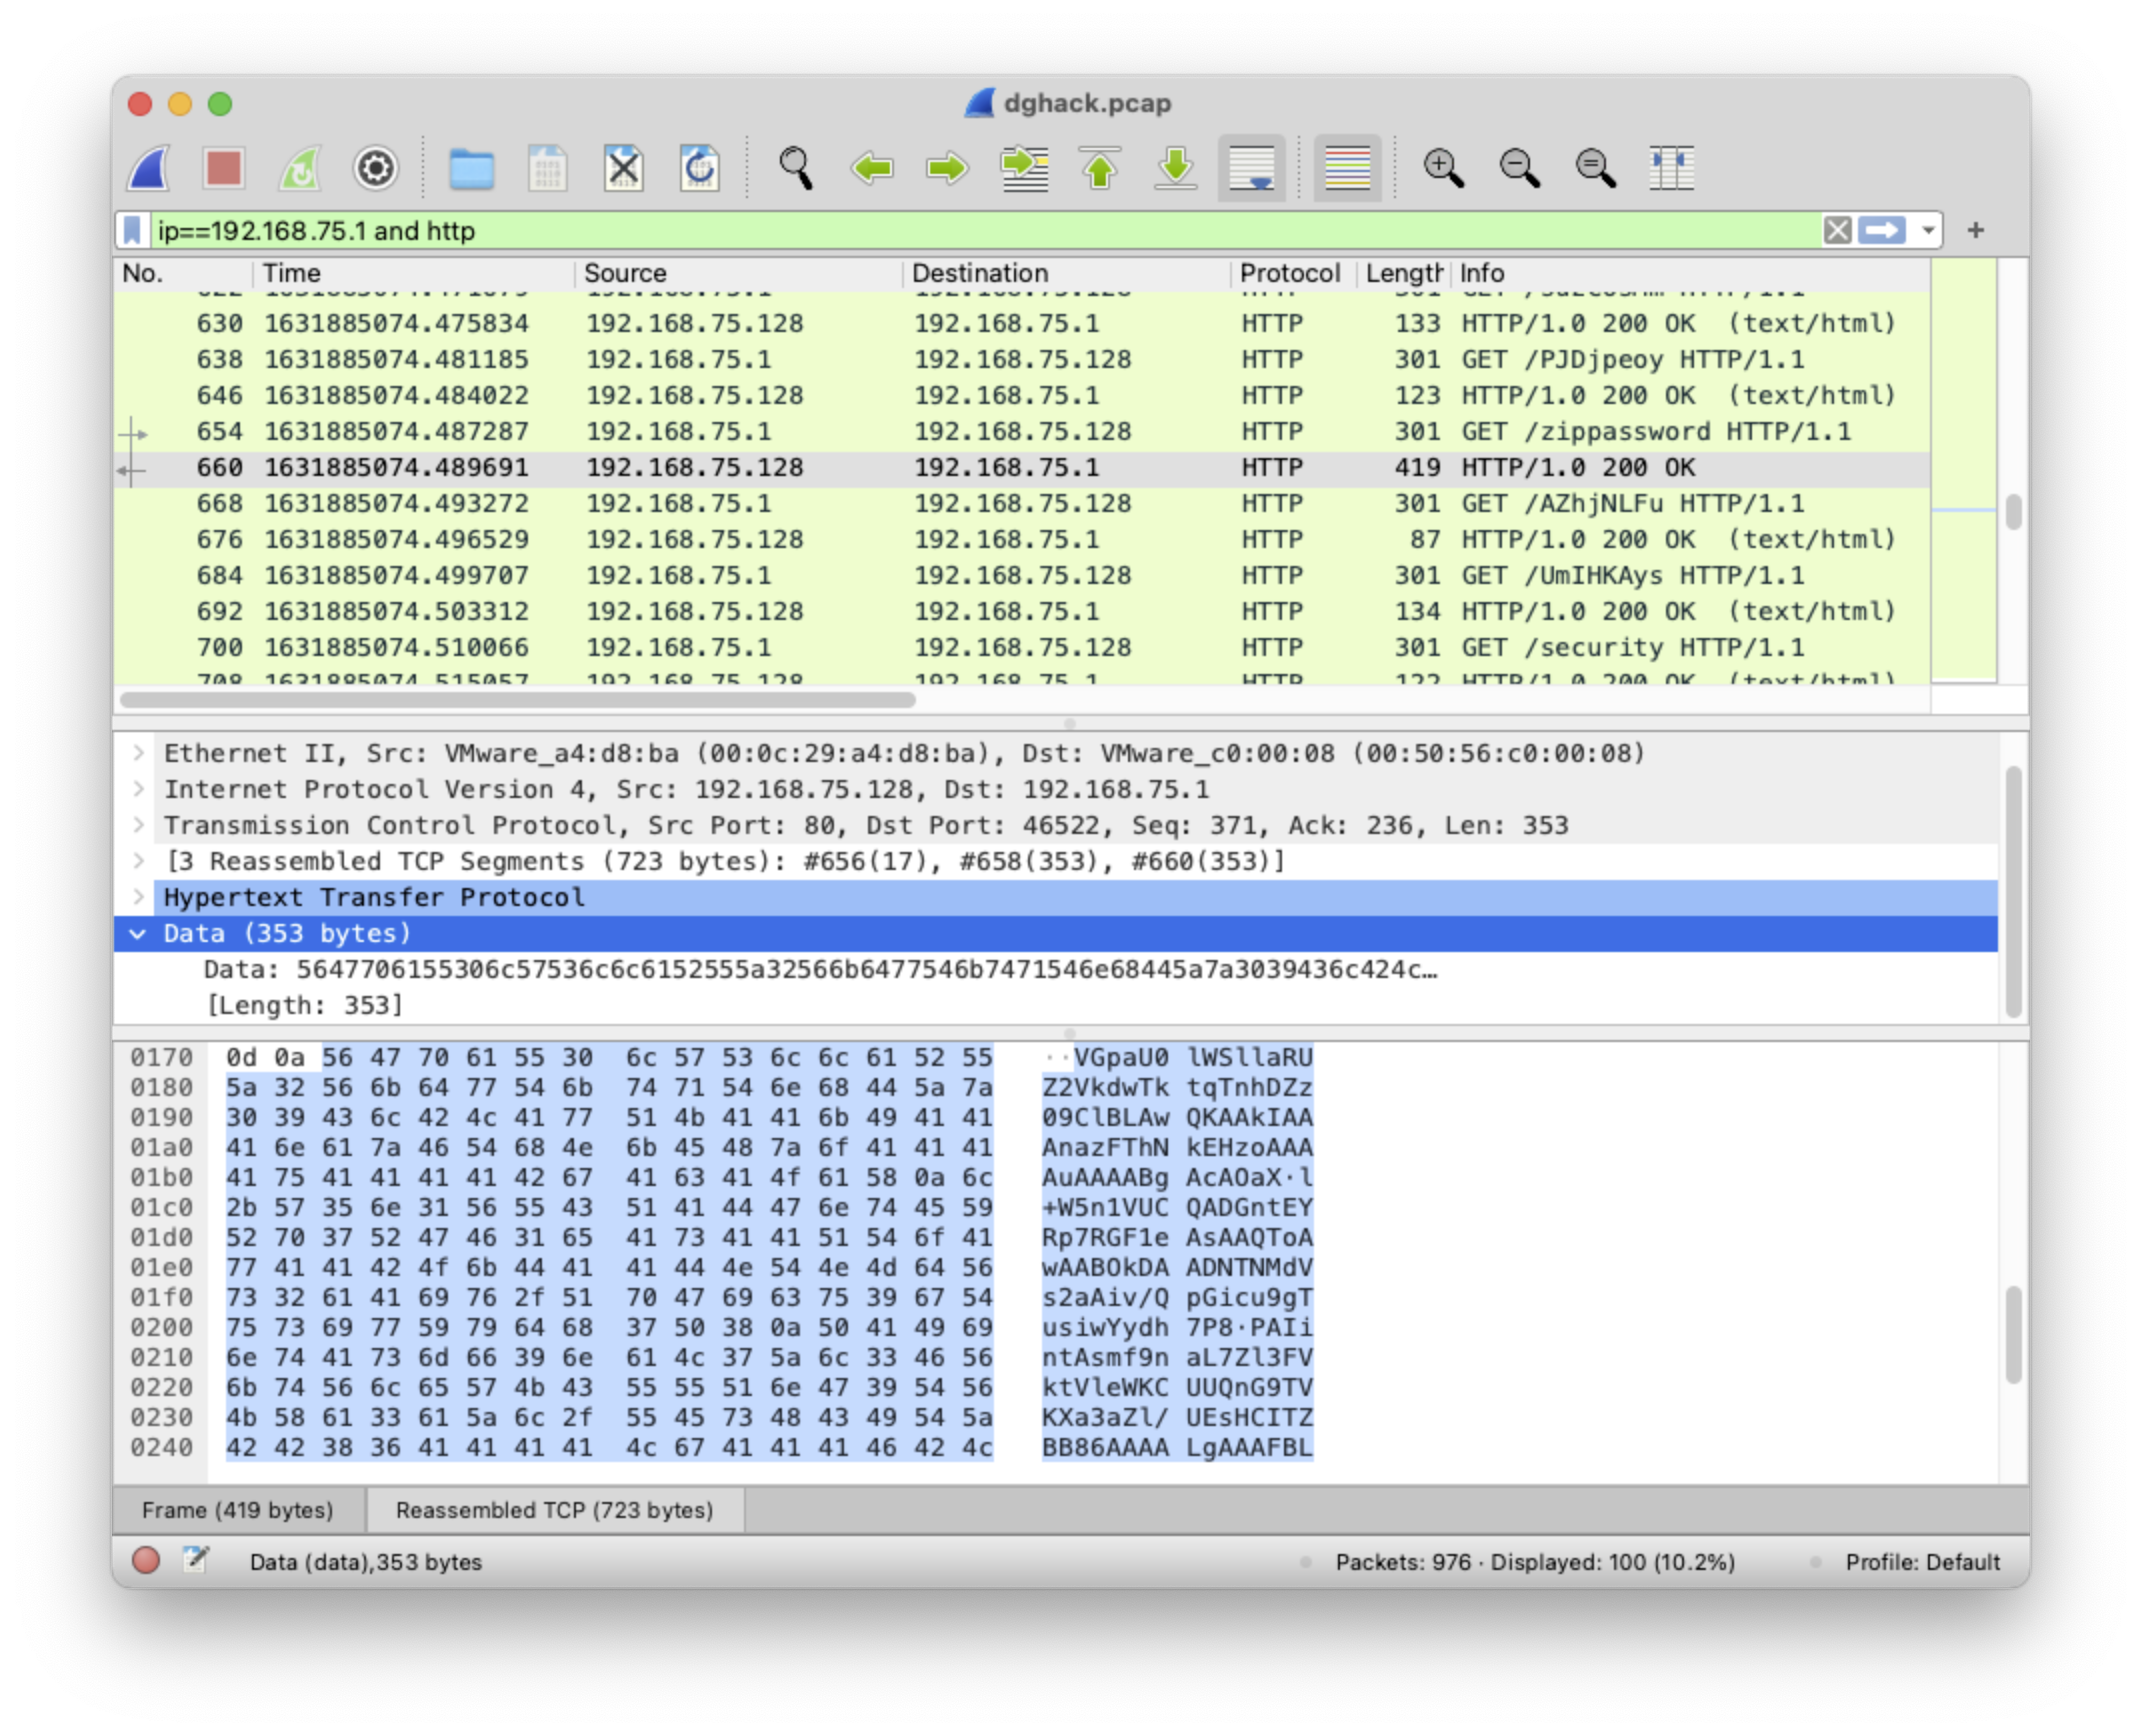 dghack.pcap
ip==192.168.75.1 and http
+
No. Time Source Destination Protocol Length Info
630 1631885074.475834 192.168.75.128 192.168.75.1 HTTP 133 HTTP/1.0 200 OK (text/html)
638 1631885074.481185 192.168.75.1 192.168.75.128 HTTP 301 GET /PJDjpeoy HTTP/1.1
646 1631885074.484022 192.168.75.128 192.168.75.1 HTTP 123 HTTP/1.0 200 OK (text/html)
654 1631885074.487287 192.168.75.1 192.168.75.128 HTTP 301 GET /zippassword HTTP/1.1
660 1631885074.489691 192.168.75.128 192.168.75.1 HTTP 419 HTTP/1.0 200 OK
668 1631885074.493272 192.168.75.1 192.168.75.128 HTTP 301 GET /AZhjNLFu HTTP/1.1
676 1631885074.496529 192.168.75.128 192.168.75.1 HTTP 87 HTTP/1.0 200 OK (text/html)
684 1631885074.499707 192.168.75.1 192.168.75.128 HTTP 301 GET /UmIHKAys HTTP/1.1
692 1631885074.503312 192.168.75.128 192.168.75.1 HTTP 134 HTTP/1.0 200 OK (text/html)
700 1631885074.510066 192.168.75.1 192.168.75.128 HTTP 301 GET /security HTTP/1.1
708 1631885074.515057 192.168.75.128 192.168.75.1 HTTP 122 HTTP/1.0 200 OK (text/html)
Ethernet II, Src: VMware_a4:d8:ba (00:0c:29:a4:d8:ba), Dst: VMware_c0:00:08 (00:50:56:c0:00:08)
Internet Protocol Version 4, Src: 192.168.75.128, Dst: 192.168.75.1
Transmission Control Protocol, Src Port: 80, Dst Port: 46522, Seq: 371, Ack: 236, Len: 353
[3 Reassembled TCP Segments (723 bytes): #656(17), #658(353), #660(353)]
Hypertext Transfer Protocol
Data (353 bytes)
Data: 5647706155306c57536c6c6152555a32566b6477546b7471546e68445a7a3039436c424c…
[Length: 353]
0170 0d 0a 56 47 70 61 55 30 6c 57 53 6c 6c 61 52 55 ··VGpaU0 lWSllaRU
0180 5a 32 56 6b 64 77 54 6b 74 71 54 6e 68 44 5a 7a Z2VkdwTk tqTnhDZz
0190 30 39 43 6c 42 4c 41 77 51 4b 41 41 6b 49 41 41 09ClBLAw QKAAkIAA
01a0 41 6e 61 7a 46 54 68 4e 6b 45 48 7a 6f 41 41 41 AnazFThN kEHzoAAA
01b0 41 75 41 41 41 41 42 67 41 63 41 4f 61 58 0a 6c AuAAAABg AcAOaX·l
01c0 2b 57 35 6e 31 56 55 43 51 41 44 47 6e 74 45 59 +W5n1VUC QADGntEY
01d0 52 70 37 52 47 46 31 65 41 73 41 41 51 54 6f 41 Rp7RGF1e AsAAQToA
01e0 77 41 41 42 4f 6b 44 41 41 44 4e 54 4e 4d 64 56 wAABOkDA ADNTNMdV
01f0 73 32 61 41 69 76 2f 51 70 47 69 63 75 39 67 54 s2aAiv/Q pGicu9gT
0200 75 73 69 77 59 79 64 68 37 50 38 0a 50 41 49 69 usiwYydh 7P8·PAIi
0210 6e 74 41 73 6d 66 39 6e 61 4c 37 5a 6c 33 46 56 ntAsmf9n aL7Zl3FV
0220 6b 74 56 6c 65 57 4b 43 55 55 51 6e 47 39 54 56 ktVleWKC UUQnG9TV
0230 4b 58 61 33 61 5a 6c 2f 55 45 73 48 43 49 54 5a KXa3aZl/ UEsHCITZ
0240 42 42 38 36 41 41 41 41 4c 67 41 41 41 46 42 4c BB86AAAA LgAAAFBL
Frame (419 bytes) Reassembled TCP (723 bytes)
Data (data),353 bytes Packets: 976 · Displayed: 100 (10.2%) Profile: Default